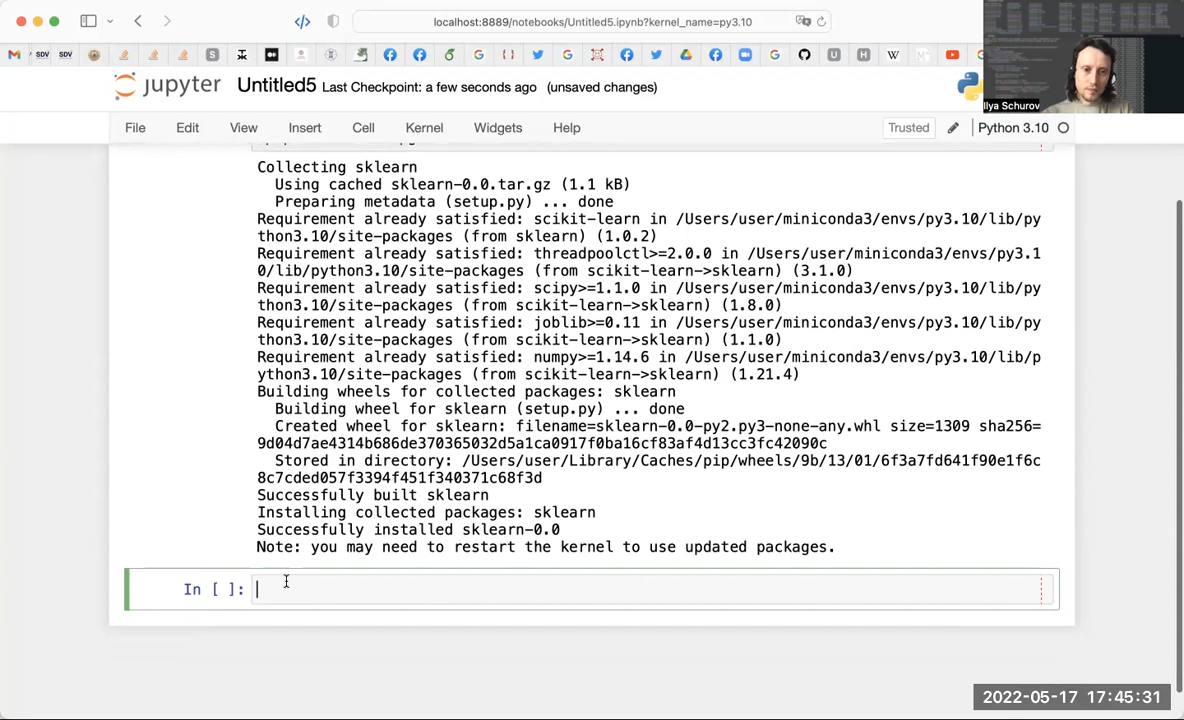 localhost:8889/notebooks/Untitled5.ipynb?kernel_name=py3.10
SDV SDV
Ilya Schurov
jupyter Untitled5 Last Checkpoint: a few seconds ago (unsaved changes)
File Edit View Insert Cell Kernel Widgets Help Trusted Python 3.10
Collecting sklearn
Using cached sklearn-0.0.tar.gz (1.1 kB)
Preparing metadata (setup.py) ... done
Requirement already satisfied: scikit-learn in /Users/user/miniconda3/envs/py3.10/lib/py
thon3.10/site-packages (from sklearn) (1.0.2)
Requirement already satisfied: threadpoolctl>=2.0.0 in /Users/user/miniconda3/envs/py3.1
0/lib/python3.10/site-packages (from scikit-learn->sklearn) (3.1.0)
Requirement already satisfied: scipy>=1.1.0 in /Users/user/miniconda3/envs/py3.10/lib/py
thon3.10/site-packages (from scikit-learn->sklearn) (1.8.0)
Requirement already satisfied: joblib>=0.11 in /Users/user/miniconda3/envs/py3.10/lib/py
thon3.10/site-packages (from scikit-learn->sklearn) (1.1.0)
Requirement already satisfied: numpy>=1.14.6 in /Users/user/miniconda3/envs/py3.10/lib/p
ython3.10/site-packages (from scikit-learn->sklearn) (1.21.4)
Building wheels for collected packages: sklearn
Building wheel for sklearn (setup.py) ... done
Created wheel for sklearn: filename=sklearn-0.0-py2.py3-none-any.whl size=1309 sha256=
9d04d7ae4314b686de370365032d5a1ca0917f0ba16cf83af4d13cc3fc42090c
Stored in directory: /Users/user/Library/Caches/pip/wheels/9b/13/01/6f3a7fd641f90e1f6c
8c7cded057f3394f451f340371c68f3d
Successfully built sklearn
Installing collected packages: sklearn
Successfully installed sklearn-0.0
Note: you may need to restart the kernel to use updated packages.
In [ ]:
2022-05-17 17:45:31